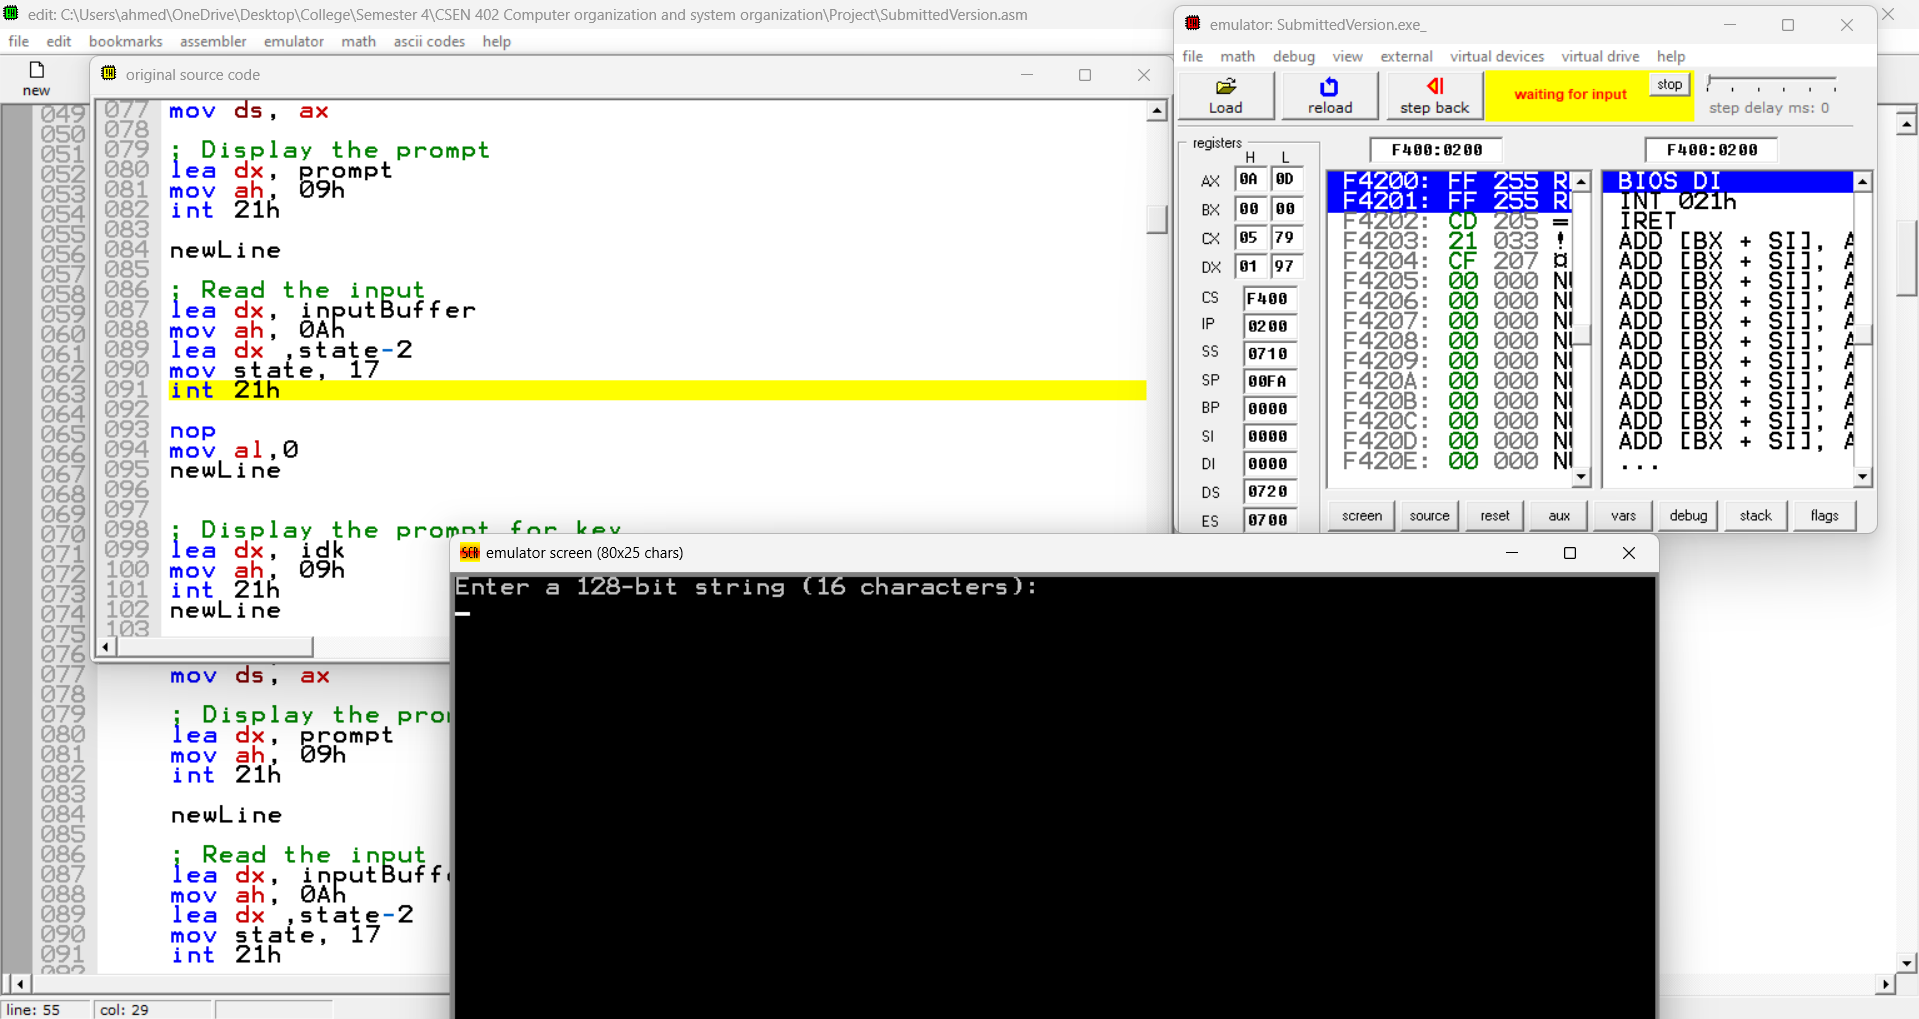 edit: C:\Users\ahmed\OneDrive\Desktop\College\Semester 4\CSEN 402 Computer organization and system organization\Project\SubmittedVersion.asm
file edit bookmarks assembler emulator math ascii codes help
new
original source code
077 mov ds, ax
078
079 ; Display the prompt
080 lea dx, prompt
081 mov ah, 09h
082 int 21h
083
084 newLine
085
086 ; Read the input
087 lea dx, inputBuffer
088 mov ah, 0Ah
089 lea dx ,state-2
090 mov state, 17
091 int 21h
092
093 nop
094 mov al,0
095 newLine
096
097
098 ; Display the prompt for key
099 lea dx, idk
100 mov ah, 09h
101 int 21h
102 newLine
103
049
050
051
052
053
054
055
056
057
058
059
060
061
062
063
064
065
066
067
068
069
070
071
072
073
074
075
076
077 mov ds, ax
078
079 ; Display the pro
080 lea dx, prompt
081 mov ah, 09h
082 int 21h
083
084 newLine
085
086 ; Read the input
087 lea dx, inputBuff
088 mov ah, 0Ah
089 lea dx ,state-2
090 mov state, 17
091 int 21h
092
line: 55 col: 29
emulator: SubmittedVersion.exe_
file math debug view external virtual devices virtual drive help
Load reload step back waiting for input stop step delay ms: 0
registers F400:0200 F400:0200
H L
AX 0A 0D
BX 00 00
CX 05 79
DX 01 97
CS F400
IP 0200
SS 0710
SP 00FA
BP 0000
SI 0000
DI 0000
DS 0720
ES 0700
F4200: FF 255 R
F4201: FF 255 R
F4202: CD 205 =
F4203: 21 033 !
F4204: CF 207 ¤
F4205: 00 000 N
F4206: 00 000 N
F4207: 00 000 N
F4208: 00 000 N
F4209: 00 000 N
F420A: 00 000 N
F420B: 00 000 N
F420C: 00 000 N
F420D: 00 000 N
F420E: 00 000 N
BIOS DI
INT 021h
IRET
ADD [BX + SI], A
ADD [BX + SI], A
ADD [BX + SI], A
ADD [BX + SI], A
ADD [BX + SI], A
ADD [BX + SI], A
ADD [BX + SI], A
ADD [BX + SI], A
ADD [BX + SI], A
ADD [BX + SI], A
ADD [BX + SI], A
...
screen source reset aux vars debug stack flags
SCR emulator screen (80x25 chars)
Enter a 128-bit string (16 characters):